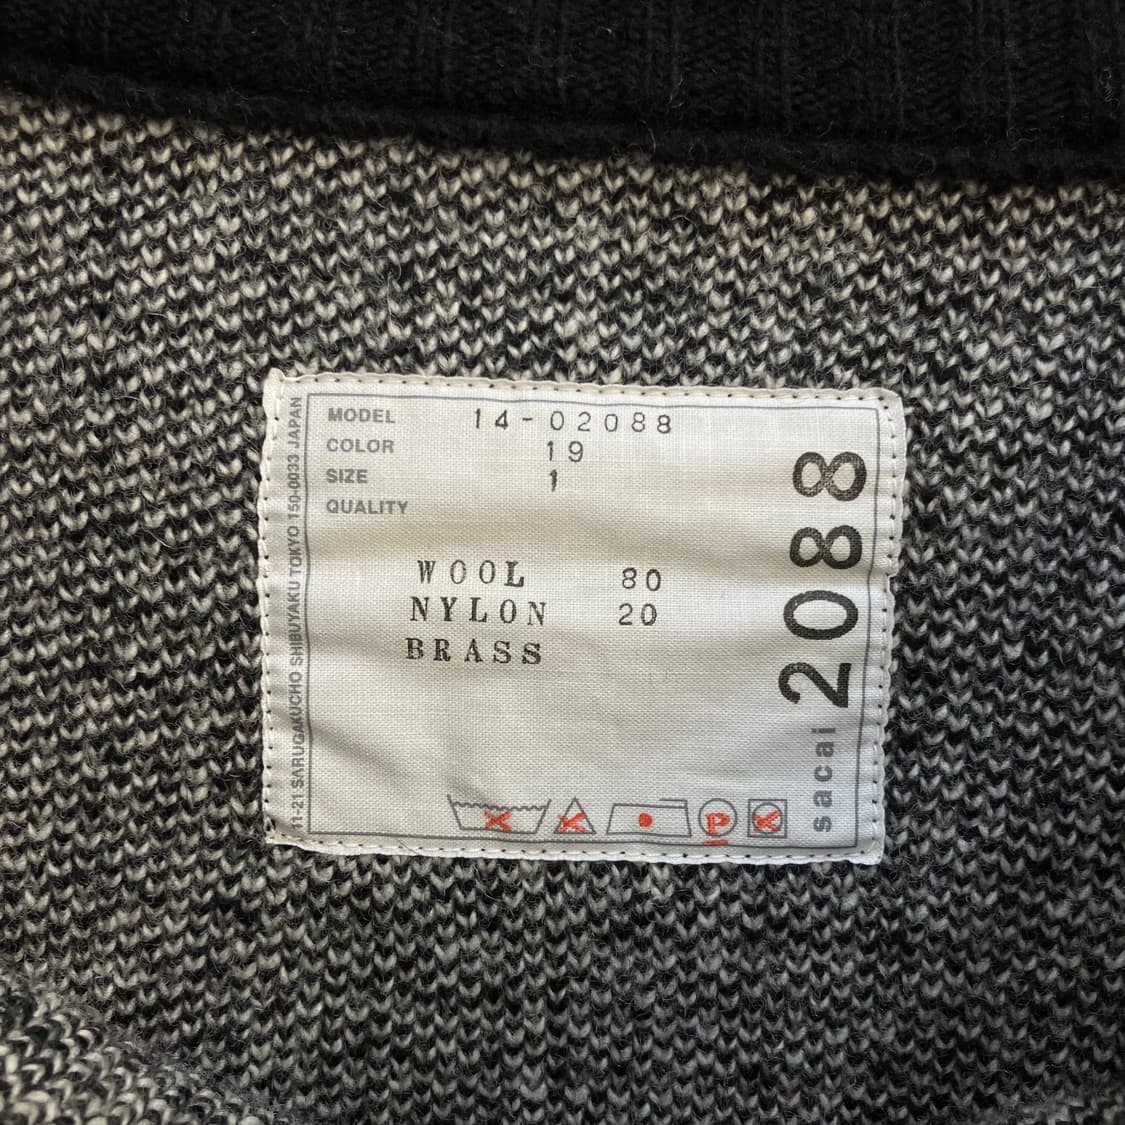 MODEL 14-02088
COLOR 19
SIZE 1
QUALITY
WOOL 80
NYLON 20
BRASS
P
sacai 2088
11-21 SARUGAKUCHO SHIBUYAKU TOKYO 150-0033 JAPAN